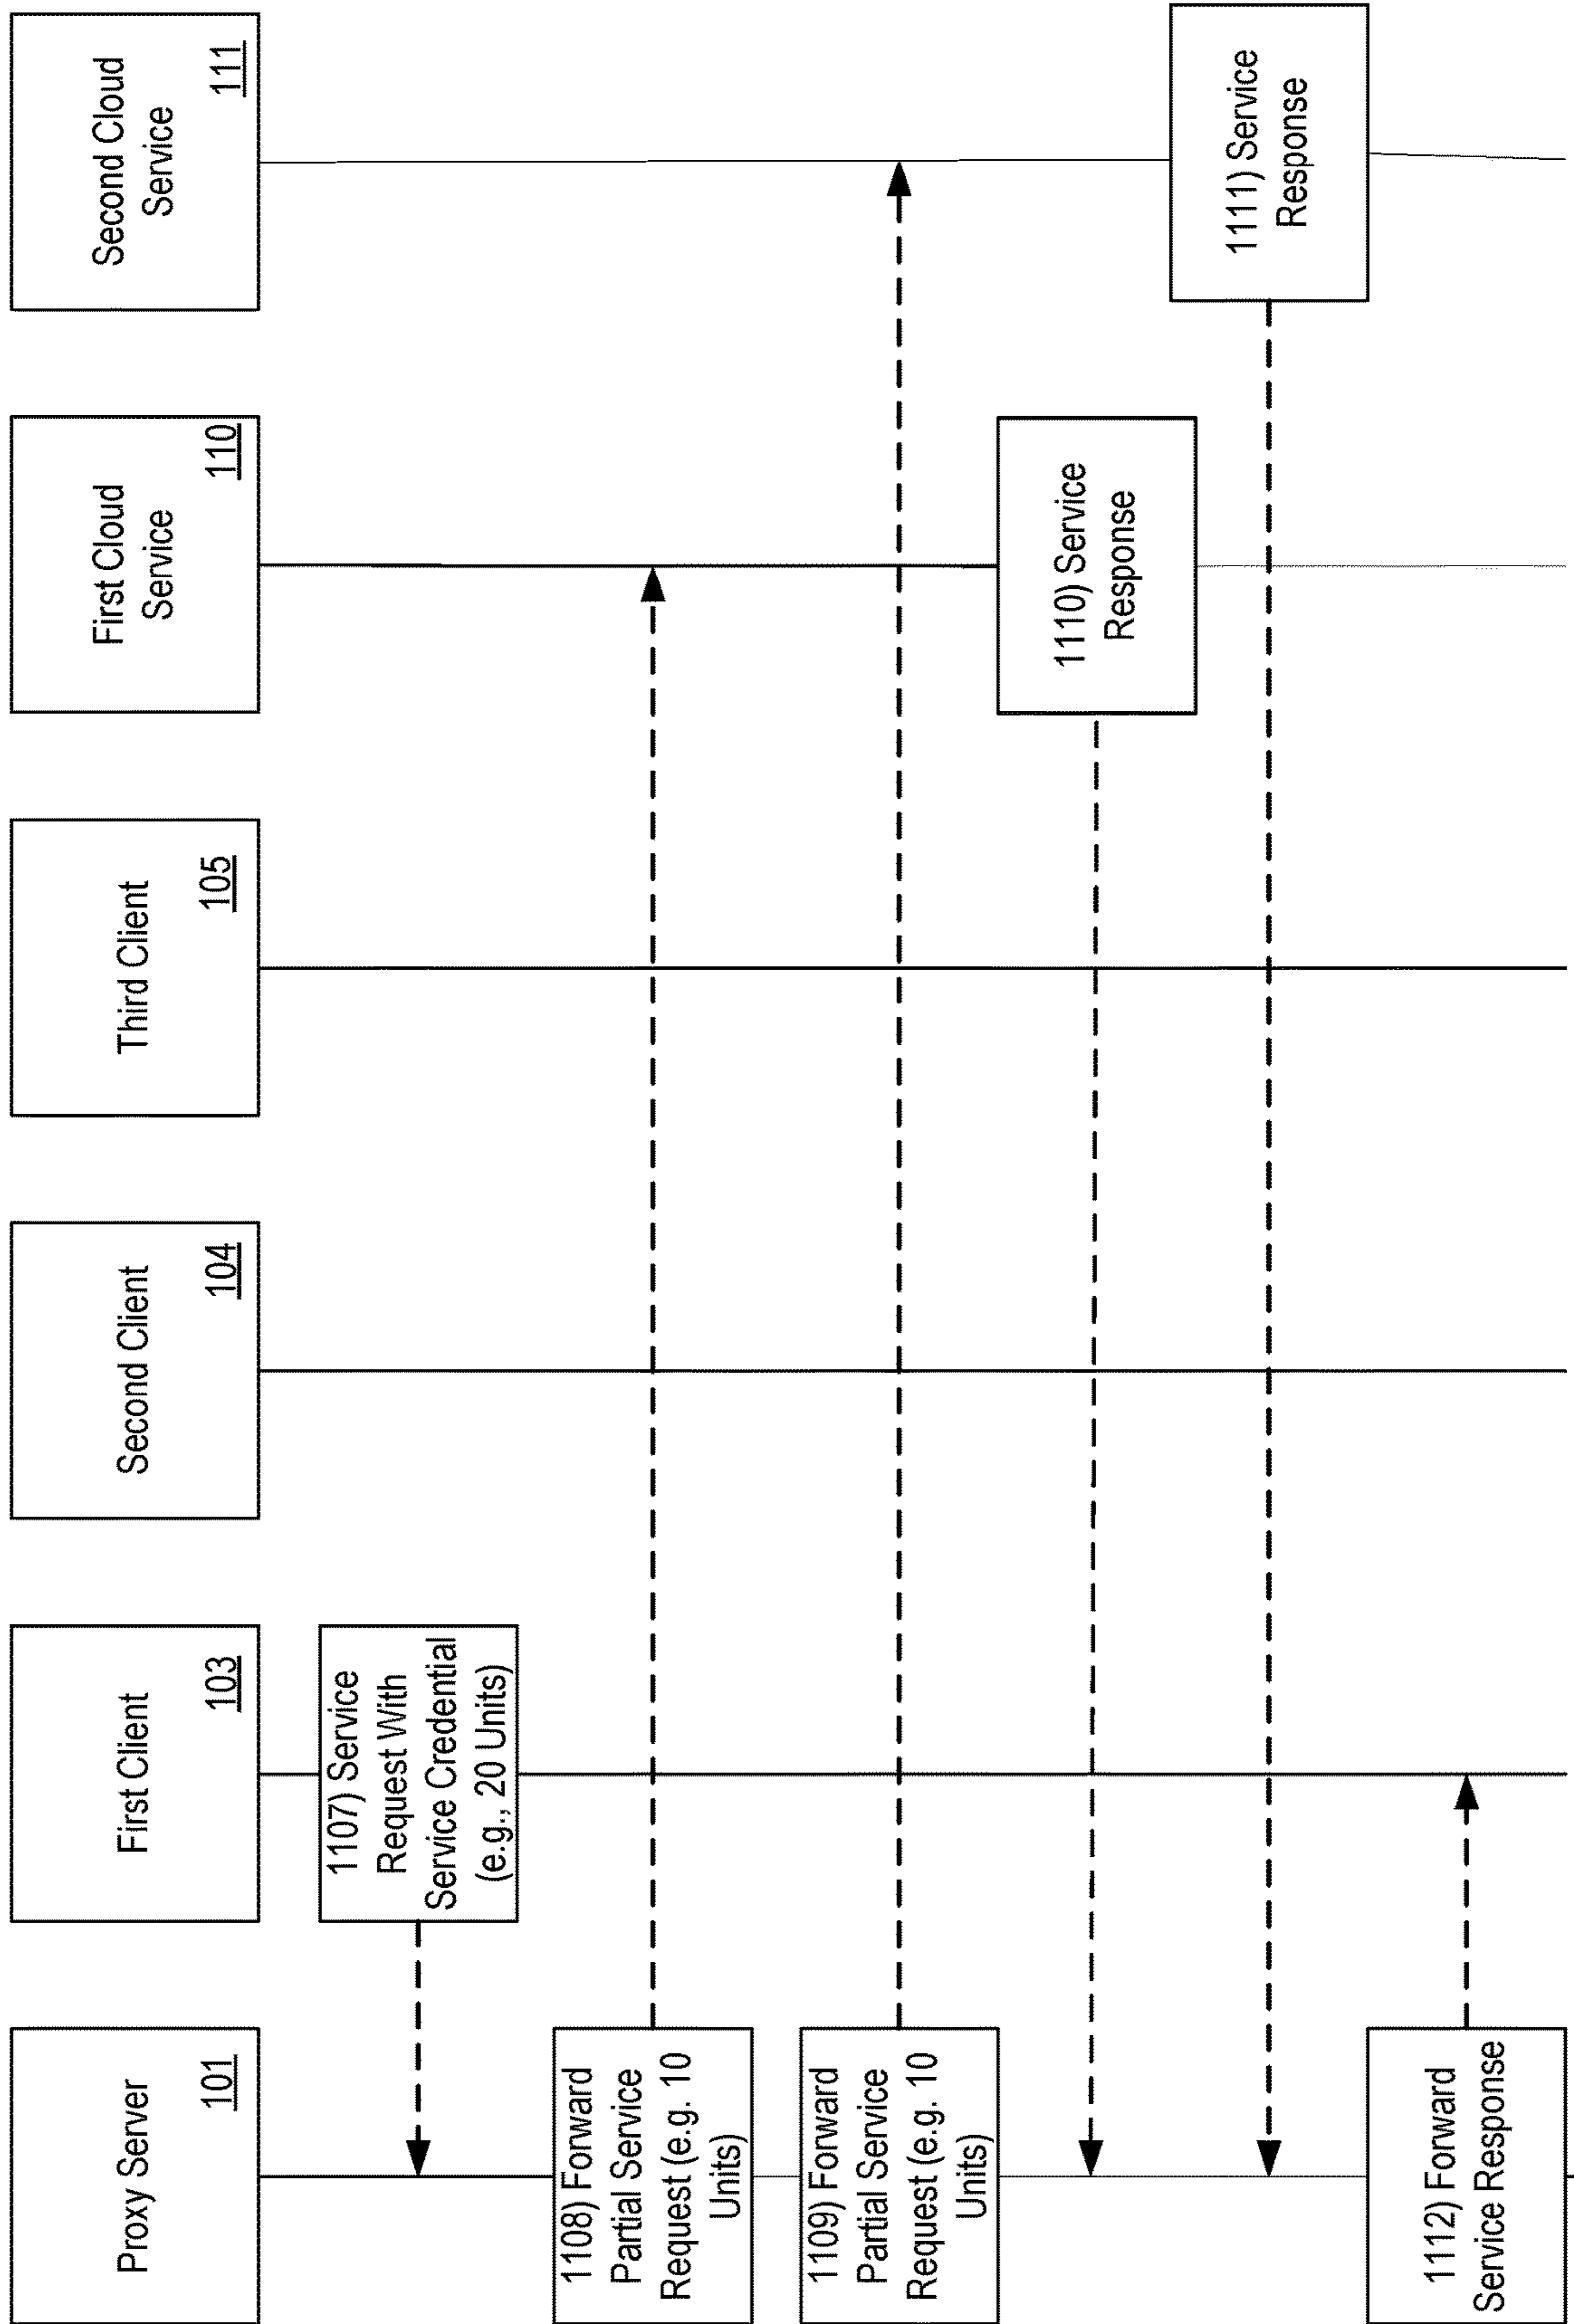 Proxy Server
101
First Client
103
Second Client
104
Third Client
105
First Cloud
Service
110
Second Cloud
Service
111
1107) Service
Request With
Service Credential
(e.g., 20 Units)
1108) Forward
Partial Service
Request (e.g. 10
Units)
1109) Forward
Partial Service
Request (e.g. 10
Units)
1110) Service
Response
1111) Service
Response
1112) Forward
Service Response